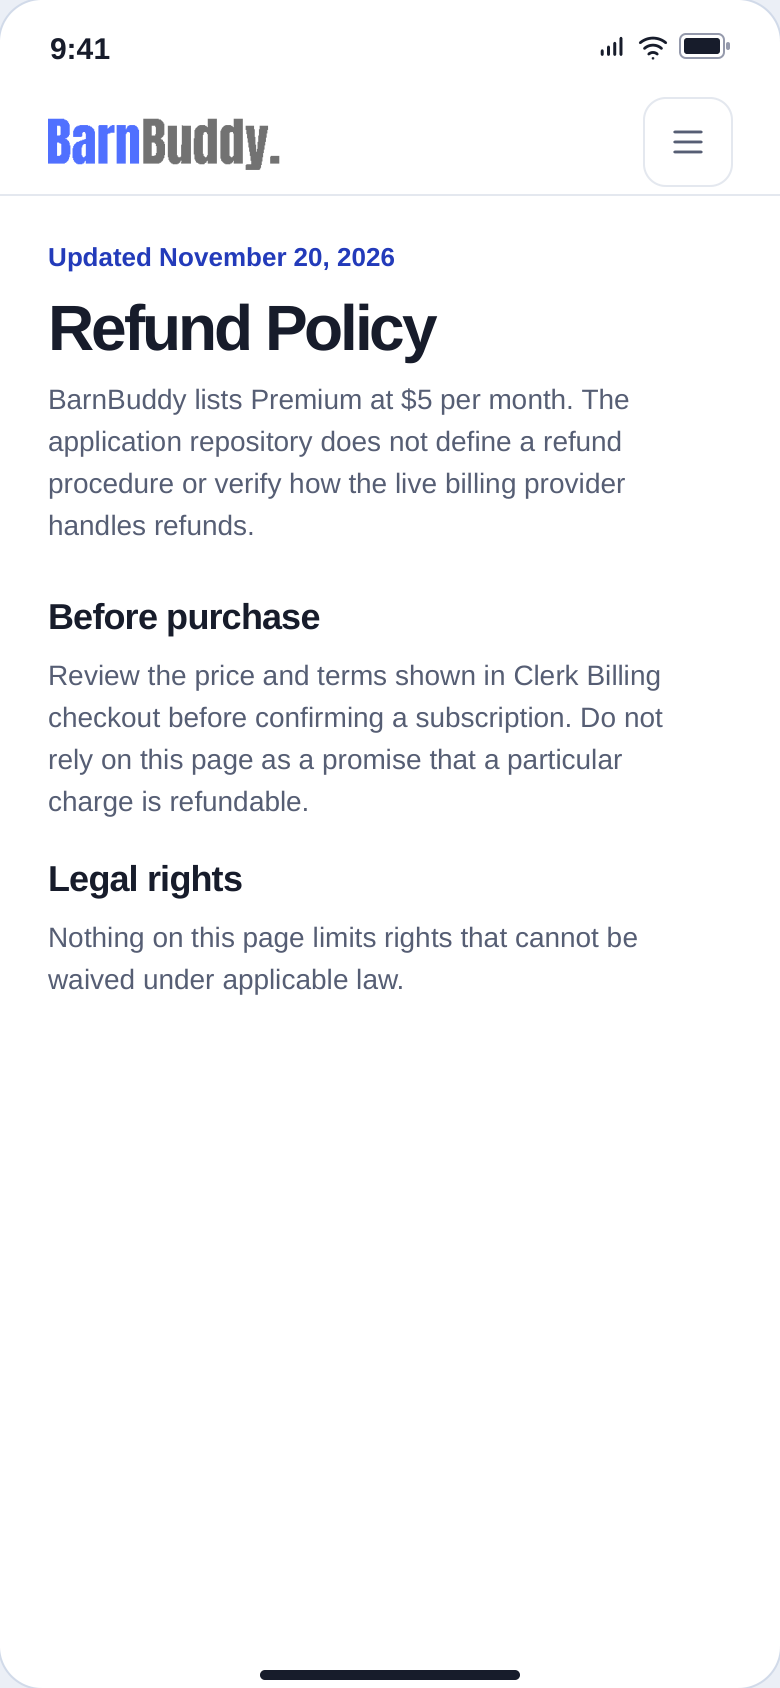 9:41
BarnBuddy.
Updated November 20, 2026
Refund Policy
BarnBuddy lists Premium at $5 per month. The
application repository does not define a refund
procedure or verify how the live billing provider
handles refunds.
Before purchase
Review the price and terms shown in Clerk Billing
checkout before confirming a subscription. Do not
rely on this page as a promise that a particular
charge is refundable.
Legal rights
Nothing on this page limits rights that cannot be
waived under applicable law.